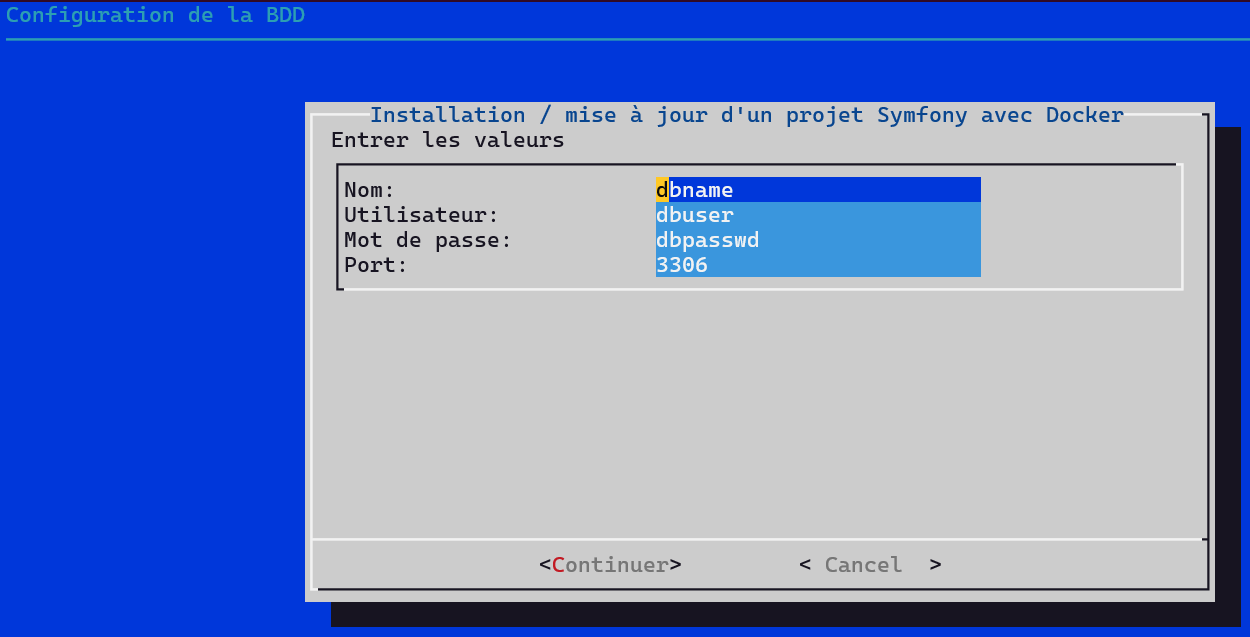 Configuration de la BDD
Installation / mise à jour d'un projet Symfony avec Docker
Entrer les valeurs
Nom: dbname
Utilisateur: dbuser
Mot de passe: dbpasswd
Port: 3306
<Continuer> < Cancel >